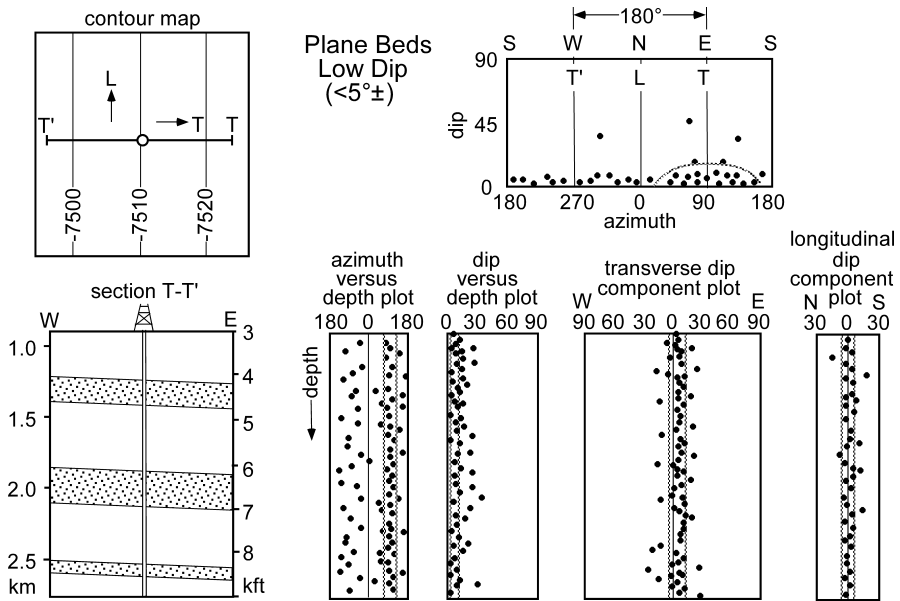 contour map
L
T'
T
T
-7500
-7510
-7520
Plane Beds
Low Dip
(<5°±)
180°
S W N E S
T' L T
90
45
0
dip
180 270 0 90 180
azimuth
section T-T'
W E
1.0
1.5
2.0
2.5
km
3
4
5
6
7
8
kft
azimuth
versus
depth plot
180 0 180
depth
dip
versus
depth plot
0 30 60 90
transverse dip
component plot
W E
90 60 30 0 30 60 90
longitudinal
dip
component
plot
N S
30 0 30